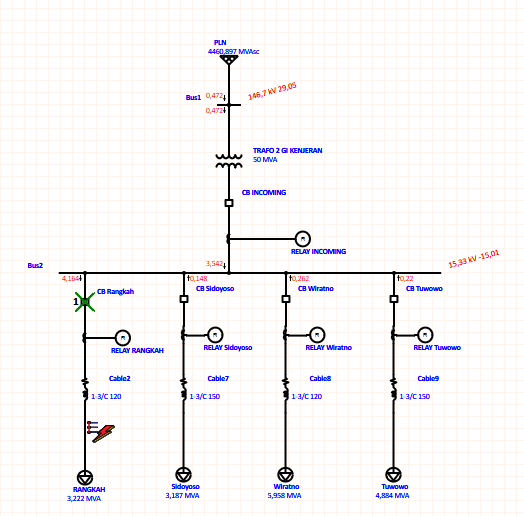 PLN
4460,897 MVAsc
0,472
146,7 kV 29,05
Bus1
0,472
TRAFO 2 GI KENJERAN
50 MVA
CB INCOMING
R
RELAY INCOMING
3,542
Bus2
15,33 kV -15,01
4,164
0,148
0,262
0,22
CB Rangkah
CB Sidoyoso
CB Wiratno
CB Tuwowo
1
R
R
R
R
RELAY RANGKAH
RELAY Sidoyoso
RELAY Wiratno
RELAY Tuwowo
Cable2
Cable7
Cable8
Cable9
1-3/C 120
1-3/C 150
1-3/C 120
1-3/C 150
RANGKAH
3,222 MVA
Sidoyoso
3,187 MVA
Wiratno
5,958 MVA
Tuwowo
4,884 MVA